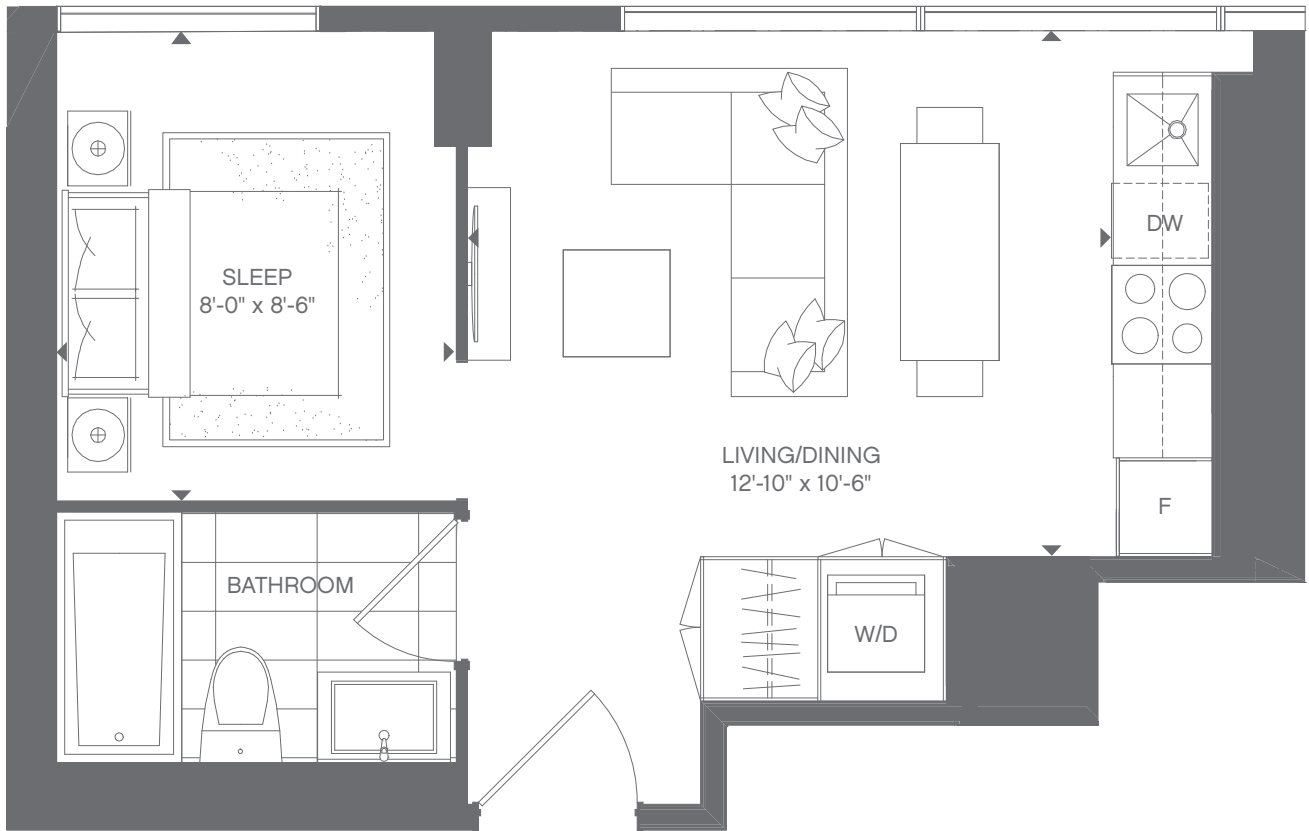 SLEEP
8'-0" x 8'-6"
DW
LIVING/DINING
12'-10" x 10'-6"
F
BATHROOM
W/D